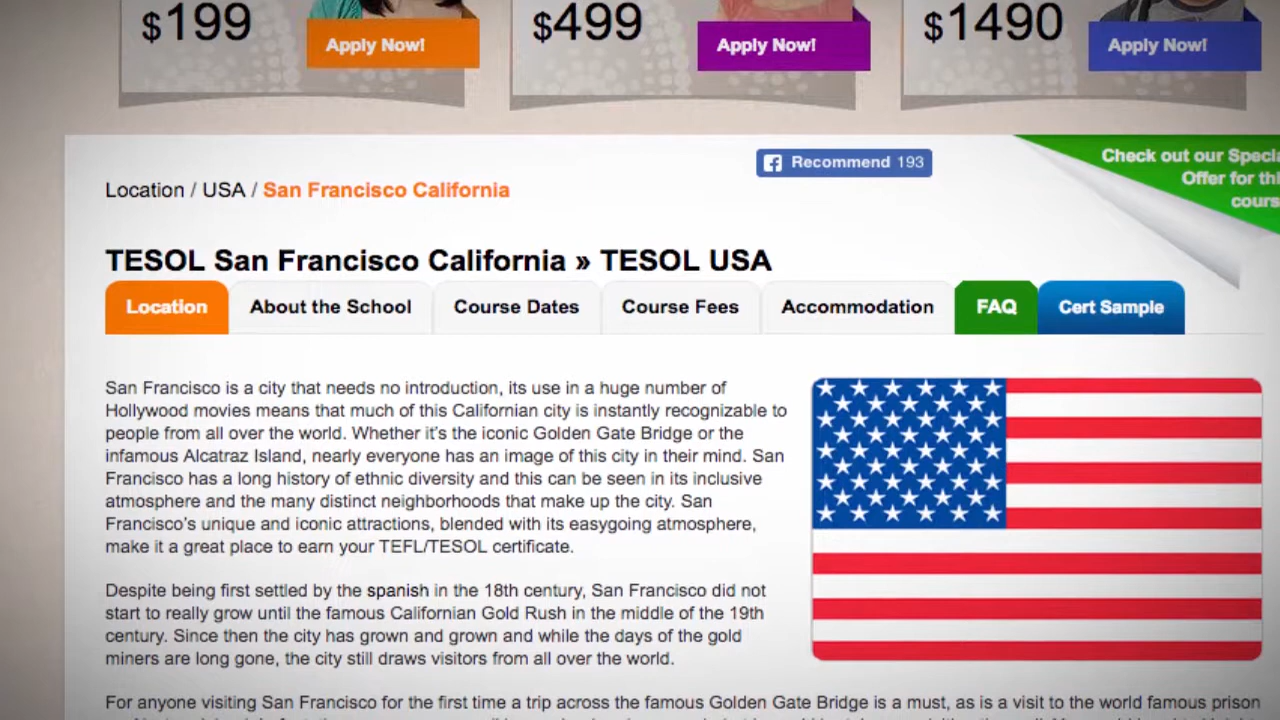 $199
Apply Now!
$499
Apply Now!
$1490
Apply Now!
Recommend 193
Check out our
Offer for
Location / USA / San Francisco California
TESOL San Francisco California » TESOL USA
Location
About the School
Course Dates
Course Fees
Accommodation
FAQ
Cert Sample
San Francisco is a city that needs no introduction, its use in a huge number of
Hollywood movies means that much of this Californian city is instantly recognizable to
people from all over the world. Whether it’s the iconic Golden Gate Bridge or the
infamous Alcatraz Island, nearly everyone has an image of this city in their mind. San
Francisco has a long history of ethnic diversity and this can be seen in its inclusive
atmosphere and the many distinct neighborhoods that make up the city. San
Francisco’s unique and iconic attractions, blended with its easygoing atmosphere,
make it a great place to earn your TEFL/TESOL certificate.
Despite being first settled by the spanish in the 18th century, San Francisco did not
start to really grow until the famous Californian Gold Rush in the middle of the 19th
century. Since then the city has grown and grown and while the days of the gold
miners are long gone, the city still draws visitors from all over the world.
For anyone visiting San Francisco for the first time a trip across the famous Golden Gate Bridge is a must, as is a visit to the world famous prison